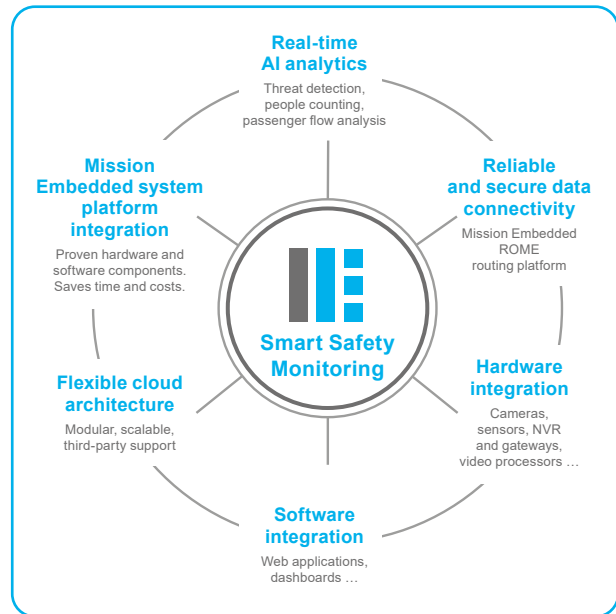 Real-time
AI analytics
Threat detection,
people counting,
passenger flow analysis
Mission
Embedded system
platform
integration
Proven hardware and
software components.
Saves time and costs.
Reliable
and secure data
connectivity
Mission Embedded
ROME
routing platform
Smart Safety
Monitoring
Flexible cloud
architecture
Modular, scalable,
third-party support
Hardware
integration
Cameras,
sensors, NVR
and gateways,
video processors …
Software
integration
Web applications,
dashboards …